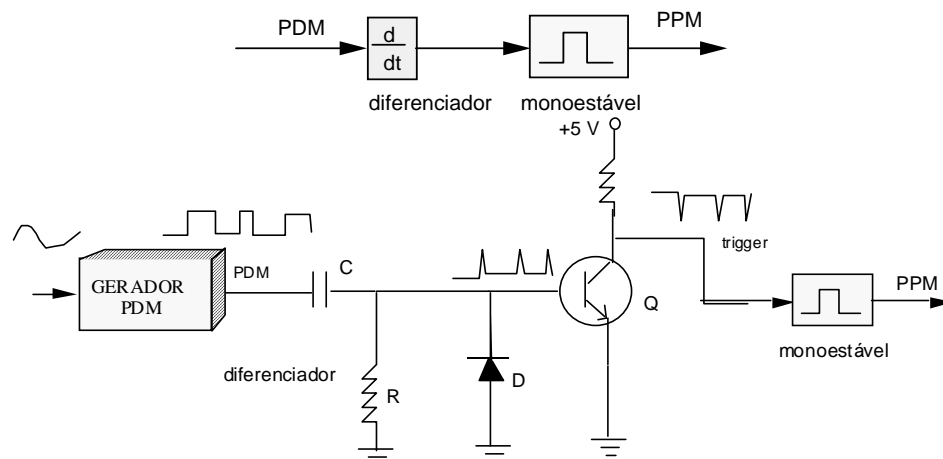 PDM
d
dt
PPM
diferenciador
monoestável
+5 V
trigger
GERADOR
PDM
PDM
C
Q
PPM
monoestável
diferenciador
R
D